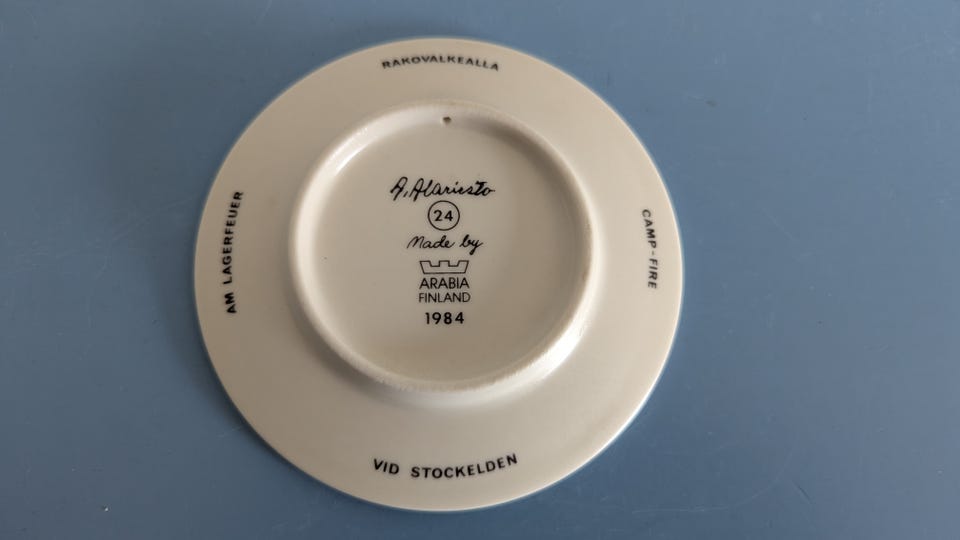 RAKOVALKEALLA
A. Alariesto
24
Made by
ARABIA
FINLAND
1984
CAMP-FIRE
VID STOCKELDEN
AM LAGERFEUER